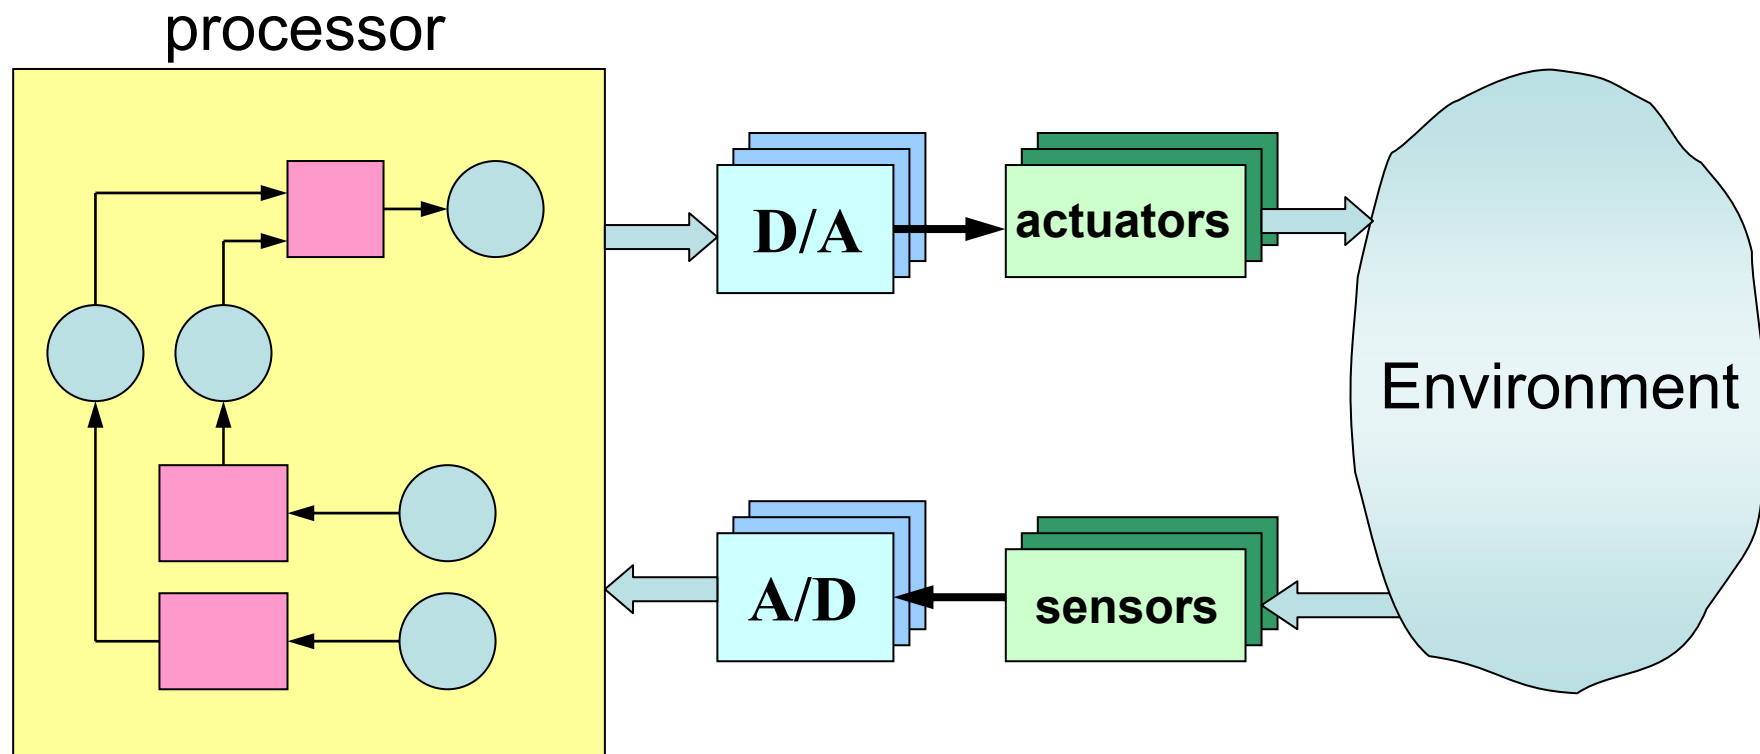 processor
D/A
actuators
Environment
A/D
sensors